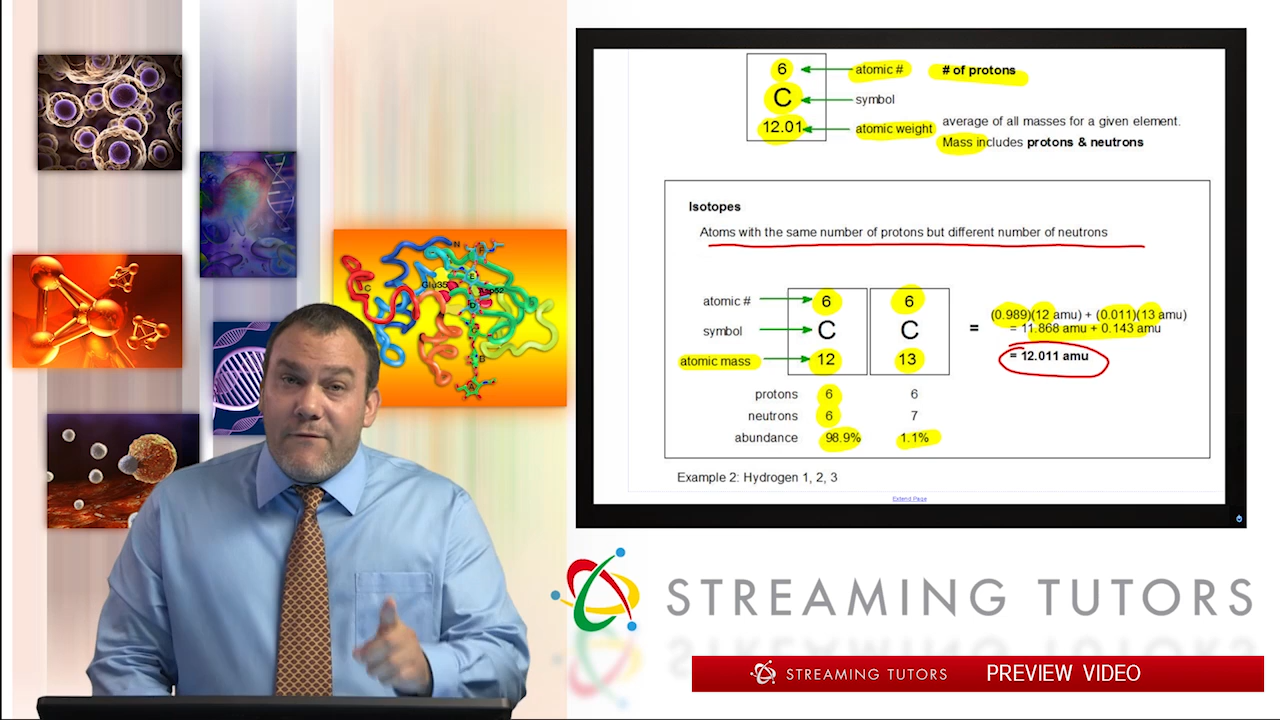 6 atomic # # of protons
C symbol
12.01 atomic weight average of all masses for a given element.
Mass includes protons & neutrons
Isotopes
Atoms with the same number of protons but different number of neutrons
atomic # 6 6
symbol C C
atomic mass 12 13
= (0.989)(12 amu) + (0.011)(13 amu)
= 11.868 amu + 0.143 amu
= 12.011 amu
protons 6 6
neutrons 6 7
abundance 98.9% 1.1%
Example 2: Hydrogen 1, 2, 3
Extend Page
C
N
F
E
Glu35
Asp52
D
B
A
STREAMING TUTORS
STREAMING TUTORS PREVIEW VIDEO